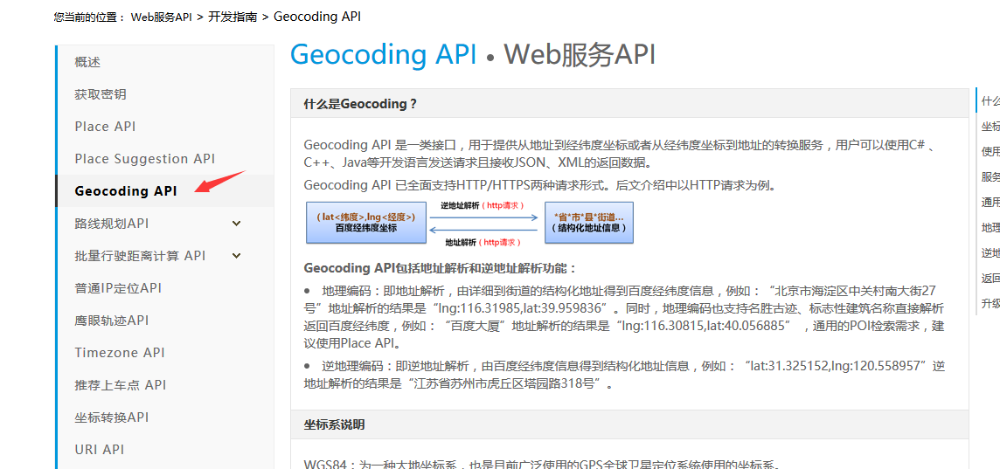 您当前的位置： Web服务API > 开发指南 > Geocoding API
概述
获取密钥
Place API
Place Suggestion API
Geocoding API
路线规划API
批量行驶距离计算 API
普通IP定位API
鹰眼轨迹API
Timezone API
推荐上车点 API
坐标转换API
URI API
Geocoding API • Web服务API
什么是Geocoding？
Geocoding API 是一类接口，用于提供从地址到经纬度坐标或者从经纬度坐标到地址的转换服务，用户可以使用C# 、
C++、Java等开发语言发送请求且接收JSON、XML的返回数据。
Geocoding API 已全面支持HTTP/HTTPS两种请求形式。后文介绍中以HTTP请求为例。
（lat<纬度>,lng<经度>）
百度经纬度坐标
逆地址解析（http请求）
地址解析（http请求）
*省*市*县*街道...
（结构化地址信息）
Geocoding API包括地址解析和逆地址解析功能：
• 地理编码：即地址解析，由详细到街道的结构化地址得到百度经纬度信息，例如：“北京市海淀区中关村南大街27
号”地址解析的结果是“lng:116.31985,lat:39.959836”。同时，地理编码也支持名胜古迹、标志性建筑名称直接解析
返回百度经纬度，例如：“百度大厦”地址解析的结果是“lng:116.30815,lat:40.056885” ，通用的POI检索需求，建
议使用Place API。
• 逆地理编码：即逆地址解析，由百度经纬度信息得到结构化地址信息，例如：“lat:31.325152,lng:120.558957”逆
地址解析的结果是“江苏省苏州市虎丘区塔园路318号”。
坐标系说明
WGS84：为一种大地坐标系，也是目前广泛使用的GPS全球卫星定位系统使用的坐标系。
什么
坐标
使用
服务
通用
地理
逆地
返回
升级